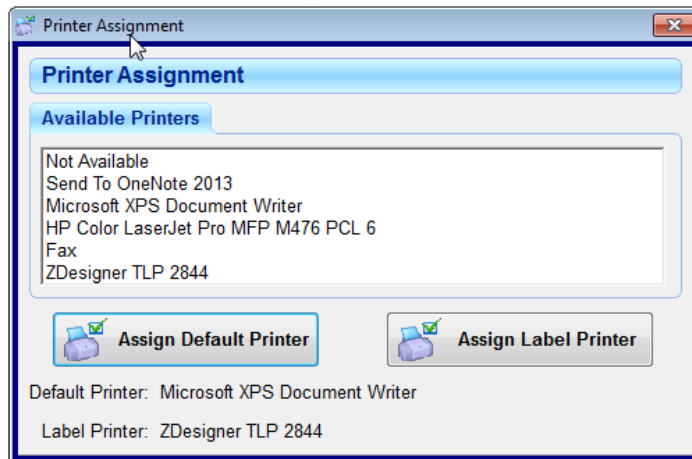 Printer Assignment
Printer Assignment
Available Printers
Not Available
Send To OneNote 2013
Microsoft XPS Document Writer
HP Color LaserJet Pro MFP M476 PCL 6
Fax
ZDesigner TLP 2844
Assign Default Printer Assign Label Printer
Default Printer: Microsoft XPS Document Writer
Label Printer: ZDesigner TLP 2844